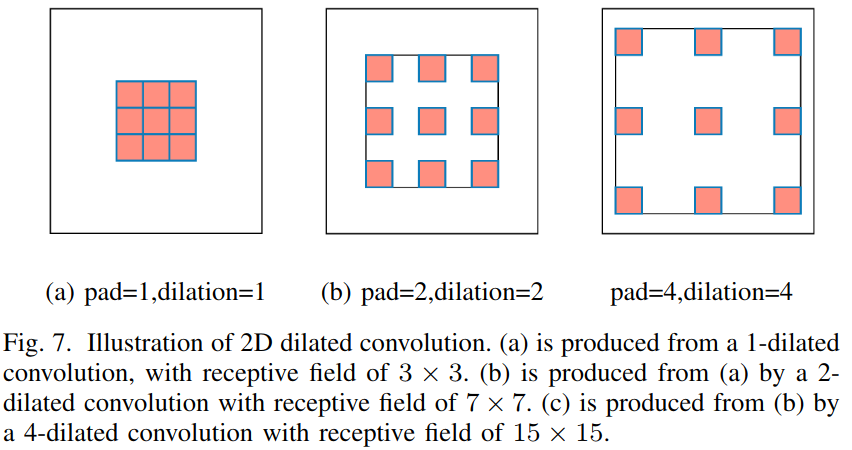 (a) pad=1,dilation=1 (b) pad=2,dilation=2 pad=4,dilation=4
Fig. 7. Illustration of 2D dilated convolution. (a) is produced from a 1-dilated
convolution, with receptive field of 3 × 3. (b) is produced from (a) by a 2-
dilated convolution with receptive field of 7 × 7. (c) is produced from (b) by
a 4-dilated convolution with receptive field of 15 × 15.